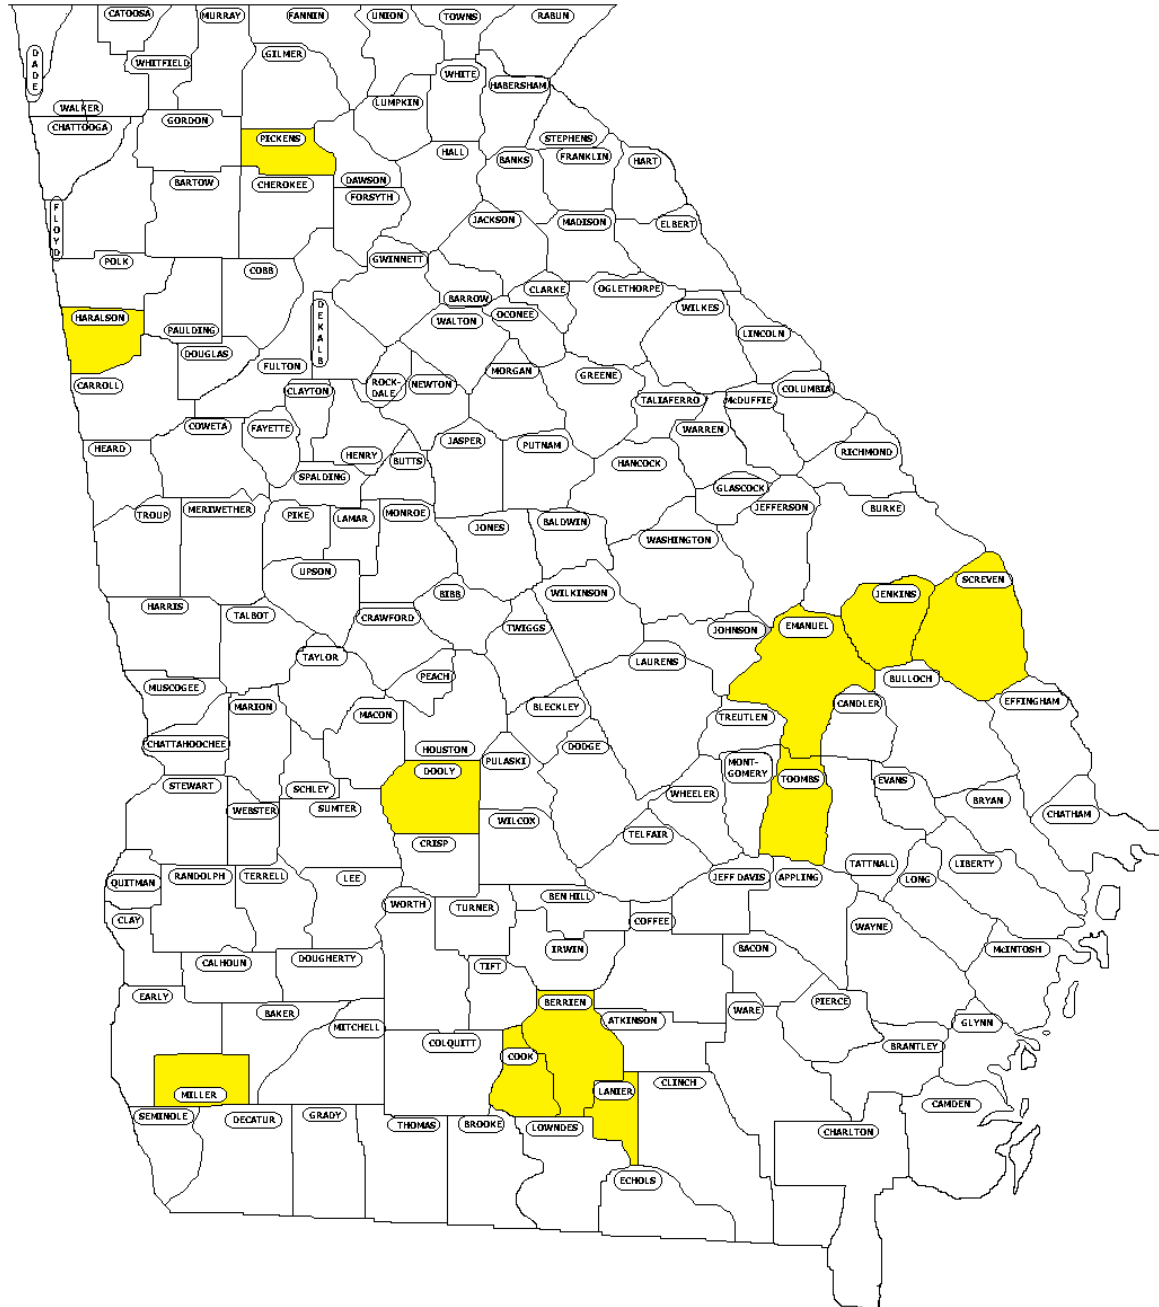 CATOOSA
MURRAY
FANNIN
UNION
TOWNS
RABUN
DADE
WHITFIELD
GILMER
WHITE
HABERSHAM
WALKER
CHATTOOGA
GORDON
LUMPKIN
PICKENS
STEPHENS
HALL
BANKS
FRANKLIN
HART
BARTOW
CHEROKEE
DAWSON
FORSYTH
FLOYD
JACKSON
MADISON
ELBERT
POLK
COBB
GWINNETT
CLARKE
OGLETHORPE
BARROW
HARALSON
PAULDING
DEKALB
WALTON
OCONEE
WILKES
LINCOLN
DOUGLAS
FULTON
CARROLL
CLAYTON
ROCK-
DALE
NEWTON
MORGAN
GREENE
TALIAFERRO
McDUFFIE
COLUMBIA
COWETA
FAYETTE
WARREN
HEARD
HENRY
BUTTS
JASPER
PUTNAM
HANCOCK
RICHMOND
SPALDING
GLASCOCK
TROUP
MERIWETHER
PIKE
LAMAR
MONROE
JONES
BALDWIN
JEFFERSON
BURKE
WASHINGTON
UPSON
HARRIS
TALBOT
CRAWFORD
BIBB
WILKINSON
JENKINS
SCREVEN
TWIGGS
JOHNSON
EMANUEL
TAYLOR
LAURENS
MUSCOGEE
MARION
PEACH
BULLOCH
MACON
BLECKLEY
TREUTLEN
CANDLER
EFFINGHAM
CHATTAHOOCHEE
HOUSTON
PULASKI
DODGE
STEWART
SCHLEY
DOOLY
MONT-
GOMERY
TOOMBS
EVANS
WEBSTER
SUMTER
WILCOX
WHEELER
BRYAN
CHATHAM
CRISP
TELFAIR
QUITMAN
RANDOLPH
TERRELL
LEE
JEFF DAVIS
APPLING
TATTNALL
LONG
LIBERTY
CLAY
WORTH
TURNER
BEN HILL
COFFEE
WAYNE
CALHOUN
DOUGHERTY
TIFT
IRWIN
BACON
McINTOSH
EARLY
BAKER
MITCHELL
BERRIEN
ATKINSON
WARE
PIERCE
GLYNN
COLQUITT
COOK
BRANTLEY
MILLER
LANIER
CLINCH
SEMINOLE
DECATUR
GRADY
THOMAS
BROOKE
LOWNDES
CHARLTON
CAMDEN
ECHOLS